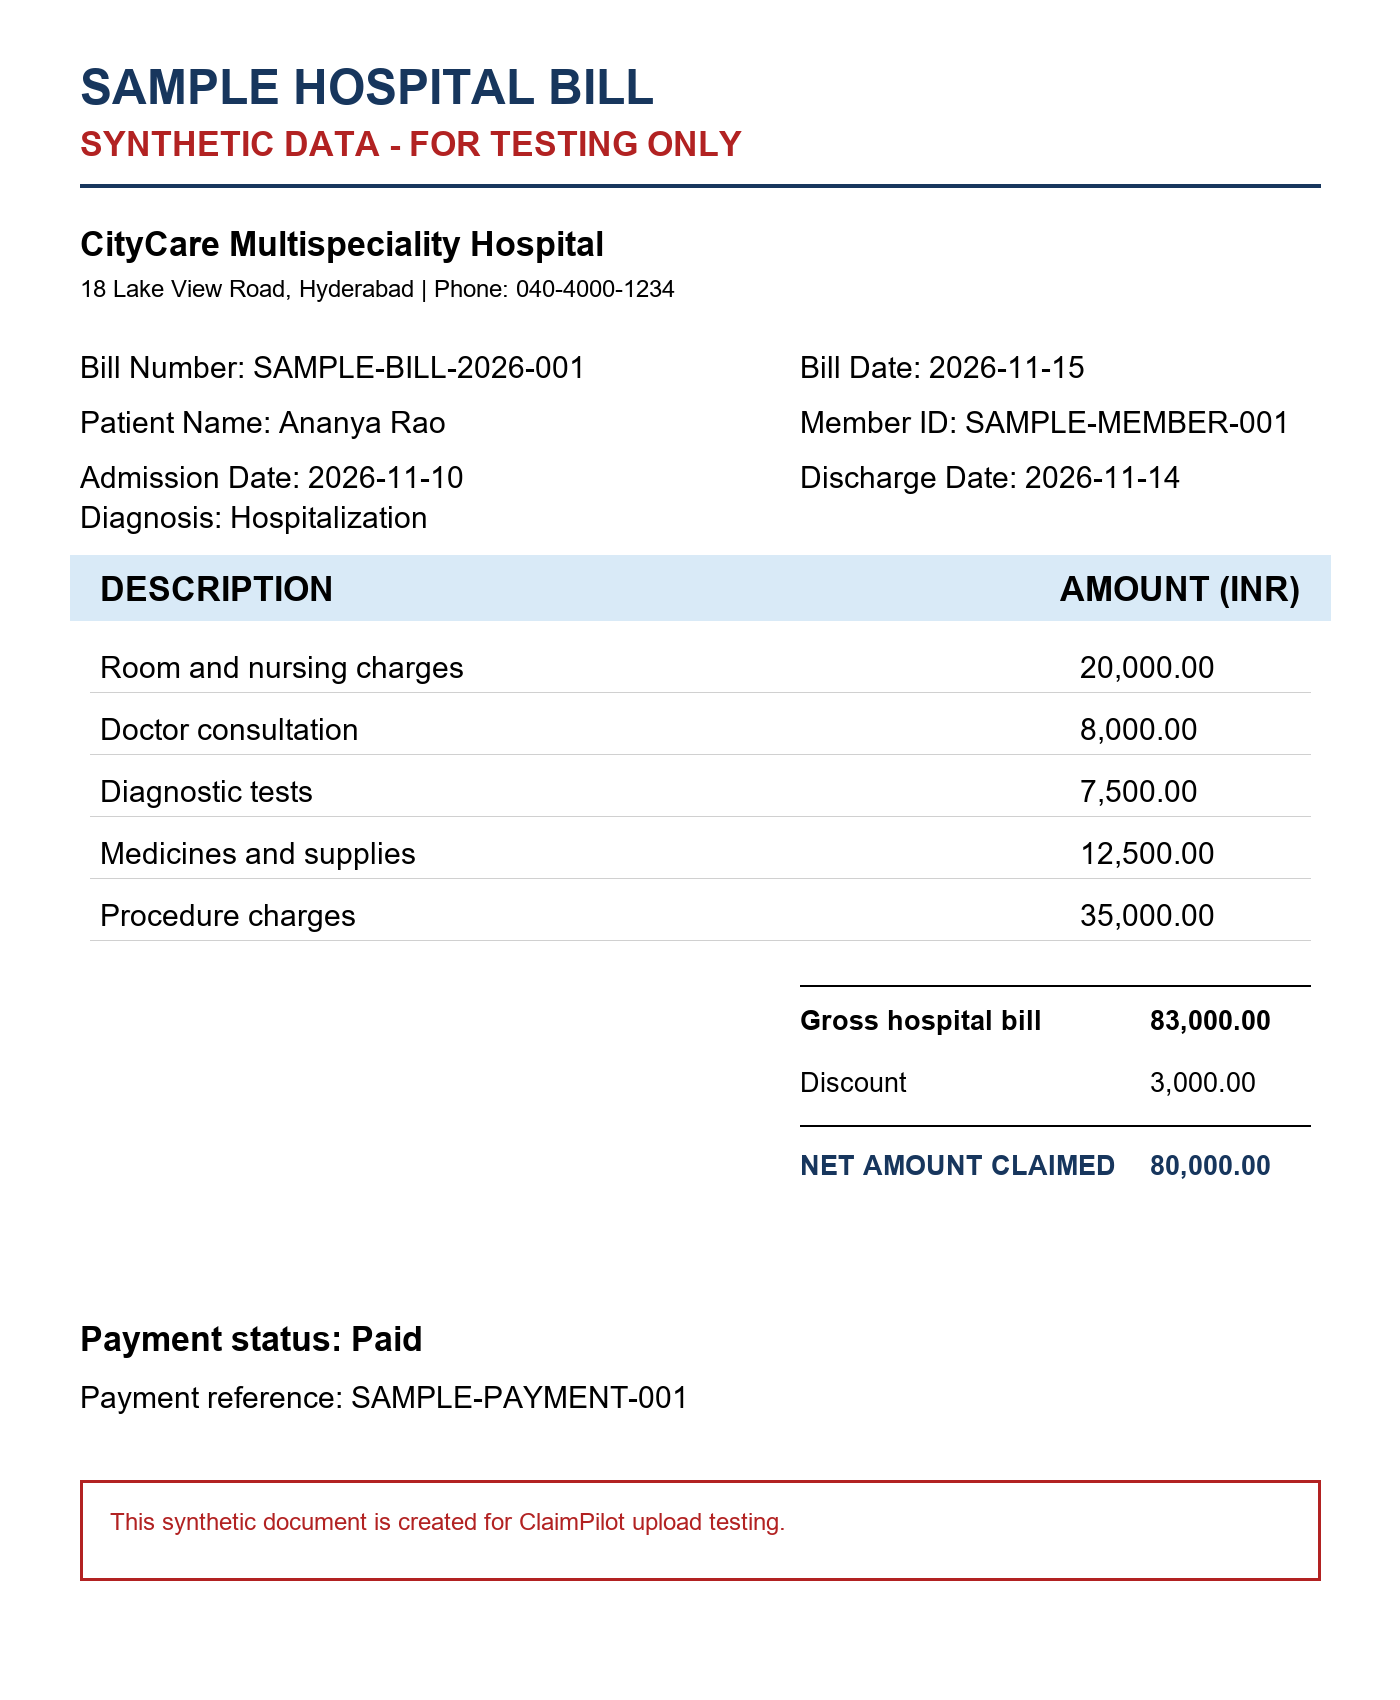 SAMPLE HOSPITAL BILL
SYNTHETIC DATA - FOR TESTING ONLY
CityCare Multispeciality Hospital
18 Lake View Road, Hyderabad | Phone: 040-4000-1234
Bill Number: SAMPLE-BILL-2026-001 Bill Date: 2026-11-15
Patient Name: Ananya Rao Member ID: SAMPLE-MEMBER-001
Admission Date: 2026-11-10 Discharge Date: 2026-11-14
Diagnosis: Hospitalization
DESCRIPTION AMOUNT (INR)
Room and nursing charges 20,000.00
Doctor consultation 8,000.00
Diagnostic tests 7,500.00
Medicines and supplies 12,500.00
Procedure charges 35,000.00
Gross hospital bill 83,000.00
Discount 3,000.00
NET AMOUNT CLAIMED 80,000.00
Payment status: Paid
Payment reference: SAMPLE-PAYMENT-001
This synthetic document is created for ClaimPilot upload testing.